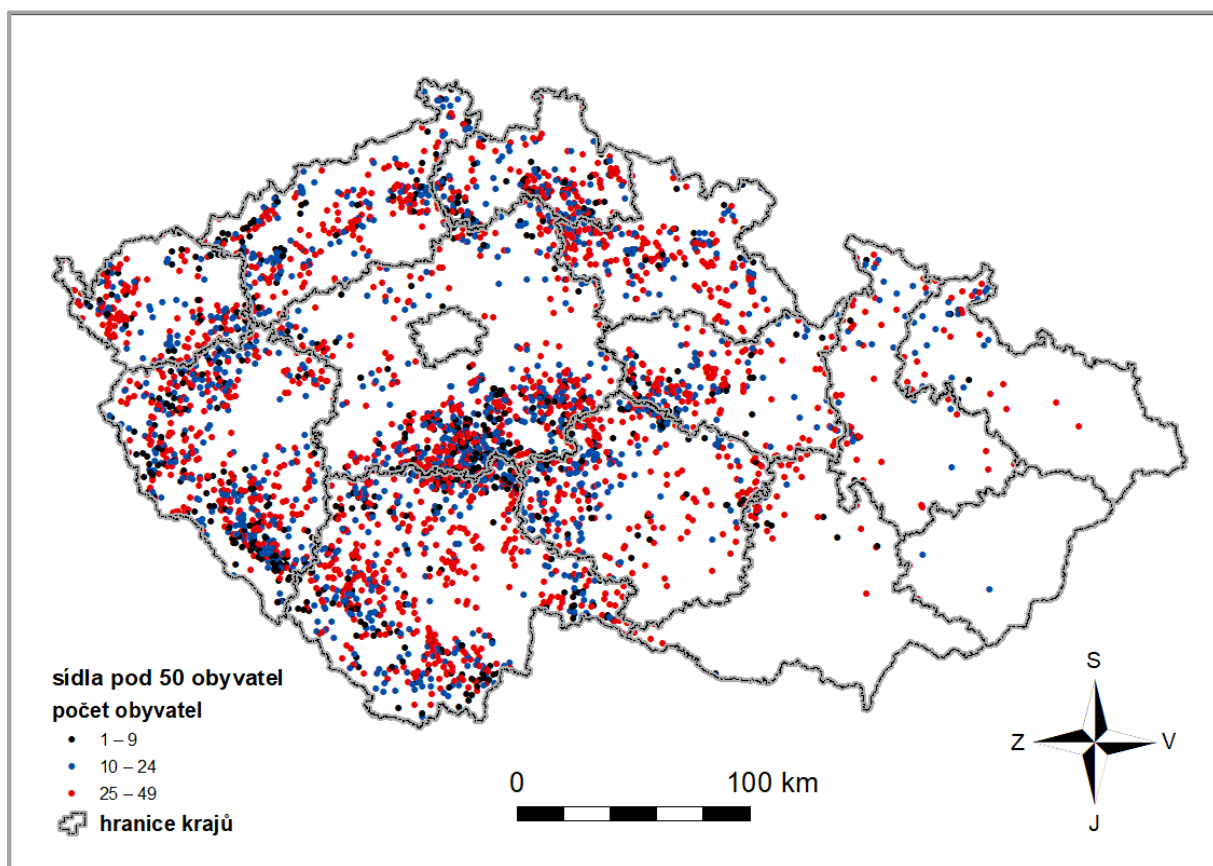 sídla pod 50 obyvatel
počet obyvatel
1 – 9
10 – 24
25 – 49
hranice krajů
0 100 km
S
Z V
J